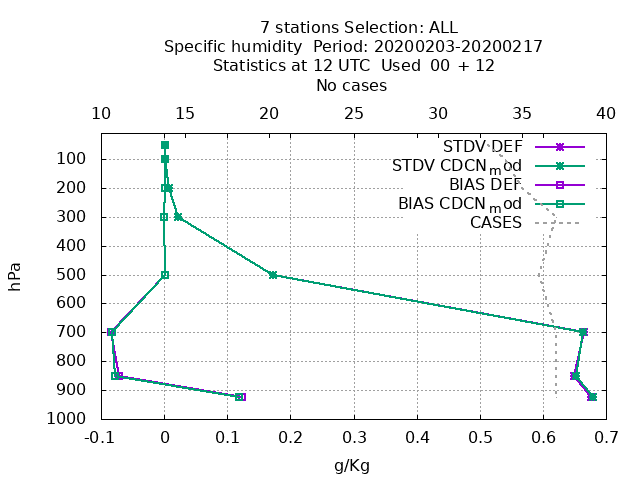 7 stations Selection: ALL
Specific humidity  Period: 20200203-20200217
Statistics at 12 UTC  Used  00 + 12
No cases
10 15 20 25 30 35 40
STDV DEF
STDV CDCNmod
BIAS DEF
BIAS CDCNmod
CASES
100
200
300
400
500
600
700
800
900
1000
hPa
-0.1 0 0.1 0.2 0.3 0.4 0.5 0.6 0.7
g/Kg